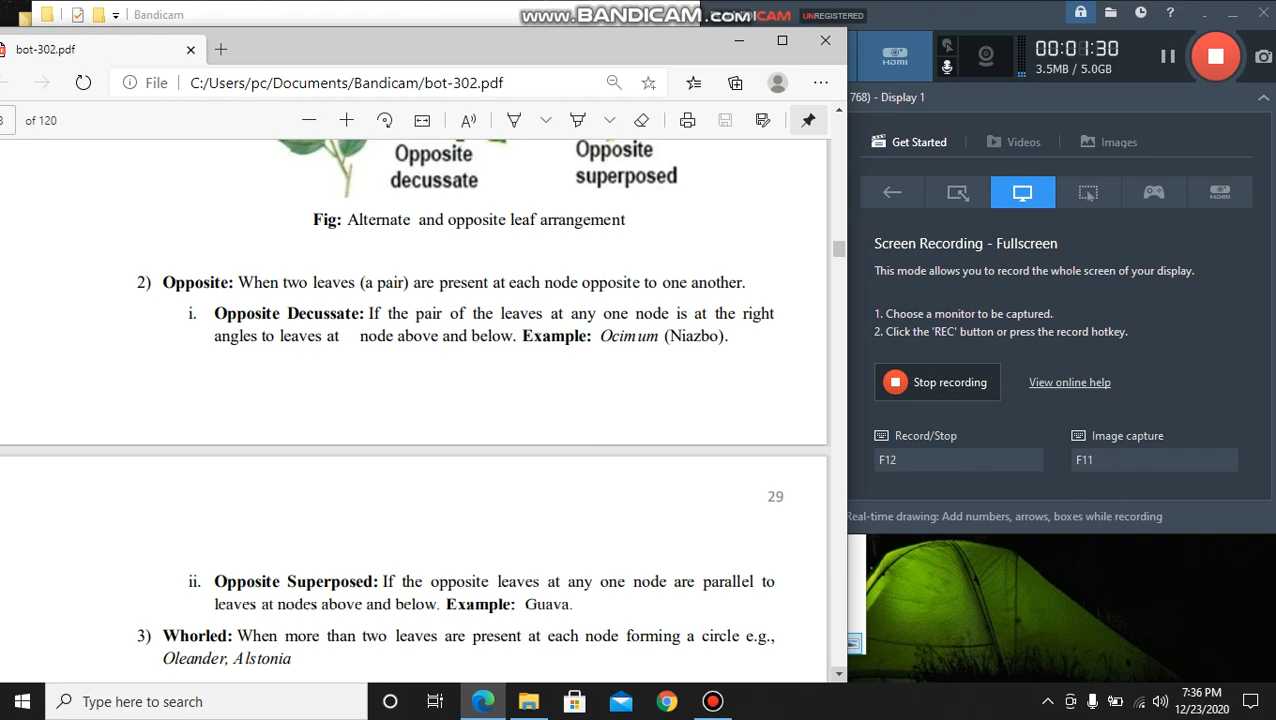 Bandicam
www.BANDICAM.com
BANDICAM UNREGISTERED
bot-302.pdf
File C:/Users/pc/Documents/Bandicam/bot-302.pdf
of 120
00:01:30
3.5MB / 5.0GB
768) - Display 1
Get Started
Videos
Images
HDMI
HDMI
Screen Recording - Fullscreen
This mode allows you to record the whole screen of your display.
1. Choose a monitor to be captured.
2. Click the 'REC' button or press the record hotkey.
Stop recording
View online help
Record/Stop
Image capture
F12
F11
Real-time drawing: Add numbers, arrows, boxes while recording
Opposite
decussate
Opposite
superposed
Fig: Alternate and opposite leaf arrangement
2) Opposite: When two leaves (a pair) are present at each node opposite to one another.
i. Opposite Decussate: If the pair of the leaves at any one node is at the right
angles to leaves at node above and below. Example: Ocimum (Niazbo).
29
ii. Opposite Superposed: If the opposite leaves at any one node are parallel to
leaves at nodes above and below. Example: Guava.
3) Whorled: When more than two leaves are present at each node forming a circle e.g.,
Oleander, Alstonia
Type here to search
7:36 PM
12/23/2020